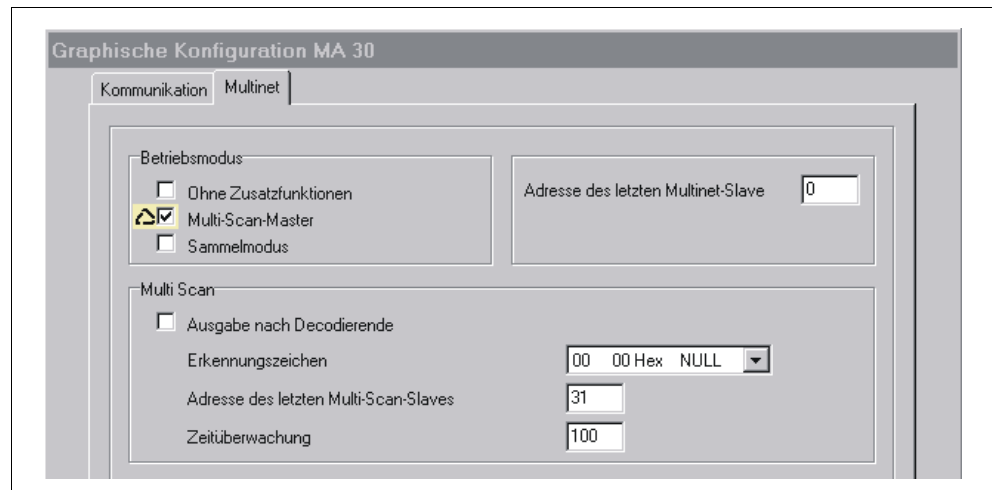 Graphische Konfiguration MA 30
Kommunikation Multinet
Betriebsmodus
Ohne Zusatzfunktionen
Multi-Scan-Master
Sammelmodus
Adresse des letzten Multinet-Slave 0
Multi Scan
Ausgabe nach Decodierende
Erkennungszeichen 00 00 Hex NULL
Adresse des letzten Multi-Scan-Slaves 31
Zeitüberwachung 100